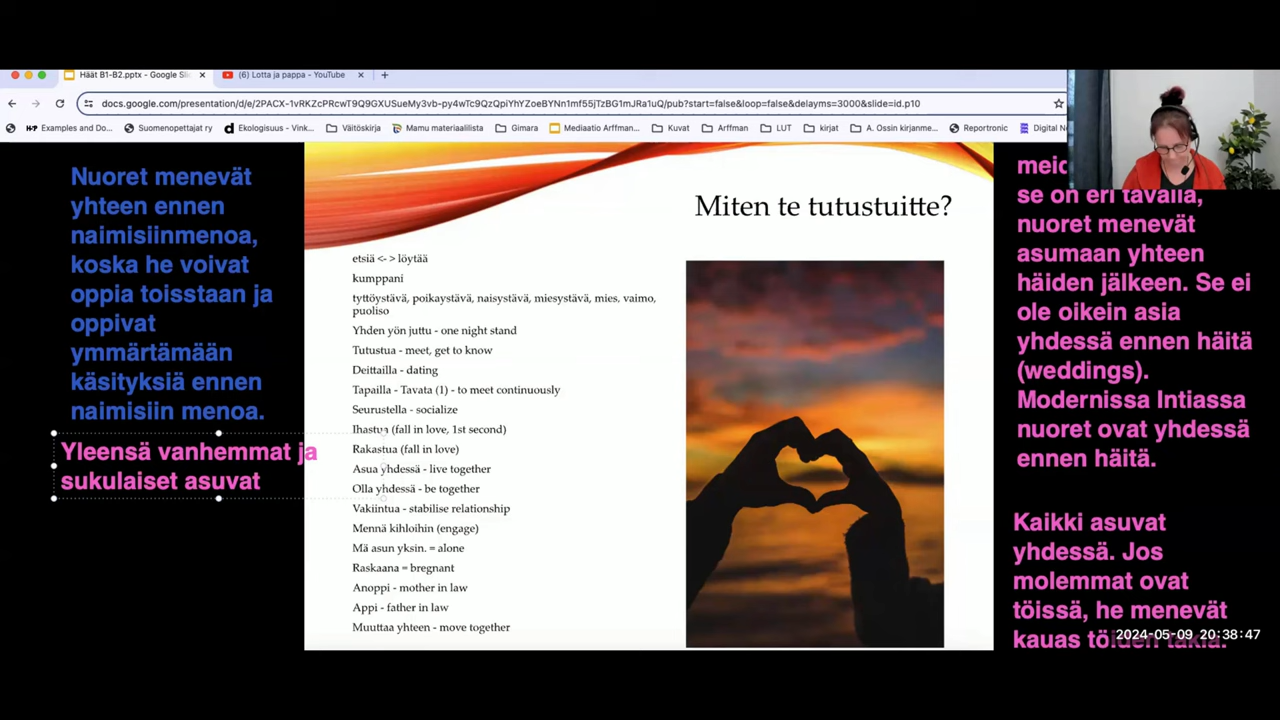 Häät B1-B2.pptx - Google Sli
(6) Lotta ja pappa - YouTube
docs.google.com/presentation/d/e/2PACX-1vRKZcPRcwT9Q9GXUSueMy3vb-py4wTc9QzQpiYhYZoeBYNn1mf55jTzBG1mJRa1uQ/pub?start=false&loop=false&delayms=3000&slide=id.p10
Examples and Do... Suomenopettajat ry Ekologisuus - Vink... Väitöskirja Mamu materiaalilista Gimara Mediaatio Arffman... Kuvat Arffman LUT kirjat A. Ossin kirjanme... Reportronic Digital N
Nuoret menevät
yhteen ennen
naimisiinmenoa,
koska he voivat
oppia toisstaan ja
oppivat
ymmärtämään
käsityksiä ennen
naimisiin menoa.
Yleensä vanhemmat ja
sukulaiset asuvat
Miten te tutustuitte?
etsiä <- > löytää
kumppani
tyttöystävä, poikaystävä, naisystävä, miesystävä, mies, vaimo,
puoliso
Yhden yön juttu - one night stand
Tutustua - meet, get to know
Deittailla - dating
Tapailla - Tavata (1) - to meet continuously
Seurustella - socialize
Ihastua (fall in love, 1st second)
Rakastua (fall in love)
Asua yhdessä - live together
Olla yhdessä - be together
Vakiintua - stabilise relationship
Mennä kihloihin (engage)
Mä asun yksin. = alone
Raskaana = bregnant
Anoppi - mother in law
Appi - father in law
Muuttaa yhteen - move together
meid
se on eri tavalla,
nuoret menevät
asumaan yhteen
häiden jälkeen. Se ei
ole oikein asia
yhdessä ennen häitä
(weddings).
Modernissa Intiassa
nuoret ovat yhdessä
ennen häitä.
Kaikki asuvat
yhdessä. Jos
molemmat ovat
töissä, he menevät
kauas töiden takia.
2024-05-09 20:38:47